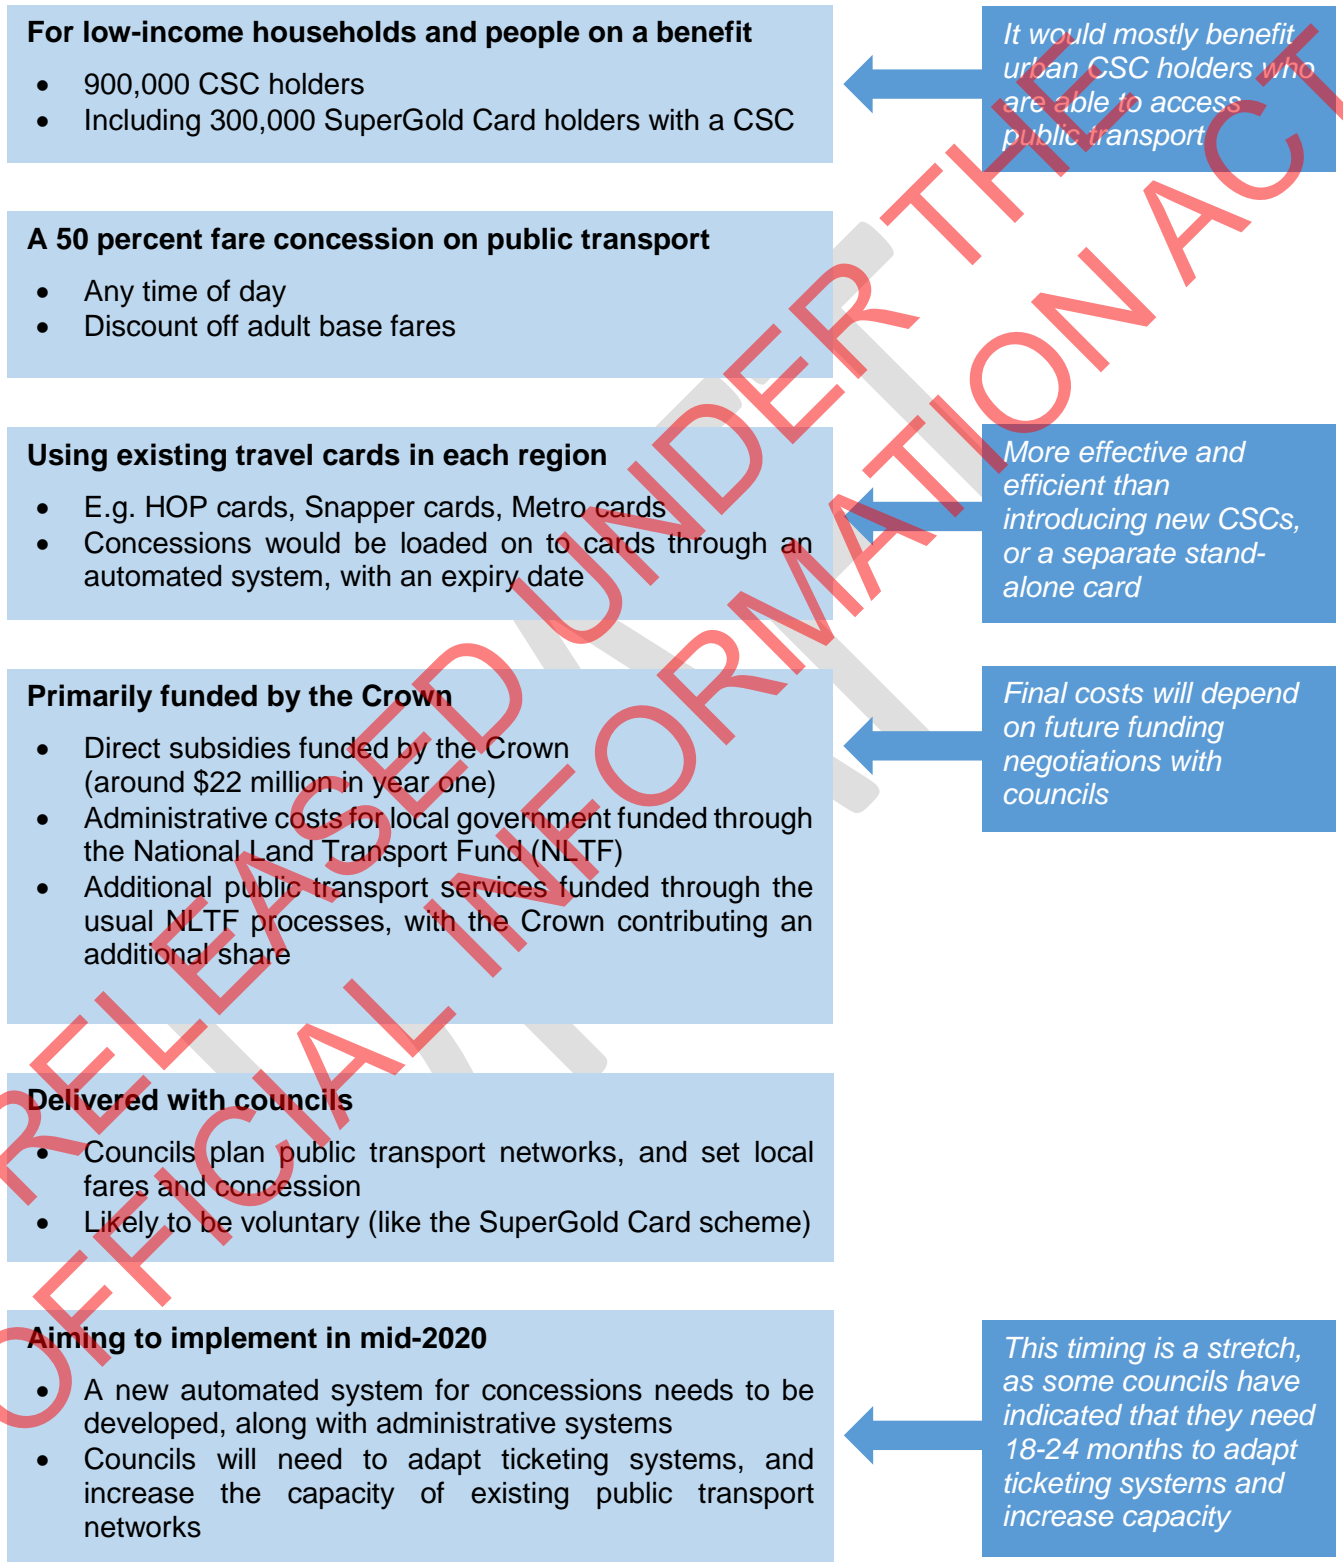 For low-income households and people on a benefit
• 900,000 CSC holders
• Including 300,000 SuperGold Card holders with a CSC
It would mostly benefit
urban CSC holders who
are able to access
public transport
A 50 percent fare concession on public transport
• Any time of day
• Discount off adult base fares
Using existing travel cards in each region
• E.g. HOP cards, Snapper cards, Metro cards
• Concessions would be loaded on to cards through an
automated system, with an expiry date
More effective and
efficient than
introducing new CSCs,
or a separate stand-
alone card
Primarily funded by the Crown
• Direct subsidies funded by the Crown
(around $22 million in year one)
• Administrative costs for local government funded through
the National Land Transport Fund (NLTF)
• Additional public transport services funded through the
usual NLTF processes, with the Crown contributing an
additional share
Final costs will depend
on future funding
negotiations with
councils
Delivered with councils
• Councils plan public transport networks, and set local
fares and concession
• Likely to be voluntary (like the SuperGold Card scheme)
Aiming to implement in mid-2020
• A new automated system for concessions needs to be
developed, along with administrative systems
• Councils will need to adapt ticketing systems, and
increase the capacity of existing public transport
networks
This timing is a stretch,
as some councils have
indicated that they need
18-24 months to adapt
ticketing systems and
increase capacity
RELEASED UNDER THE
OFFICIAL INFORMATION ACT